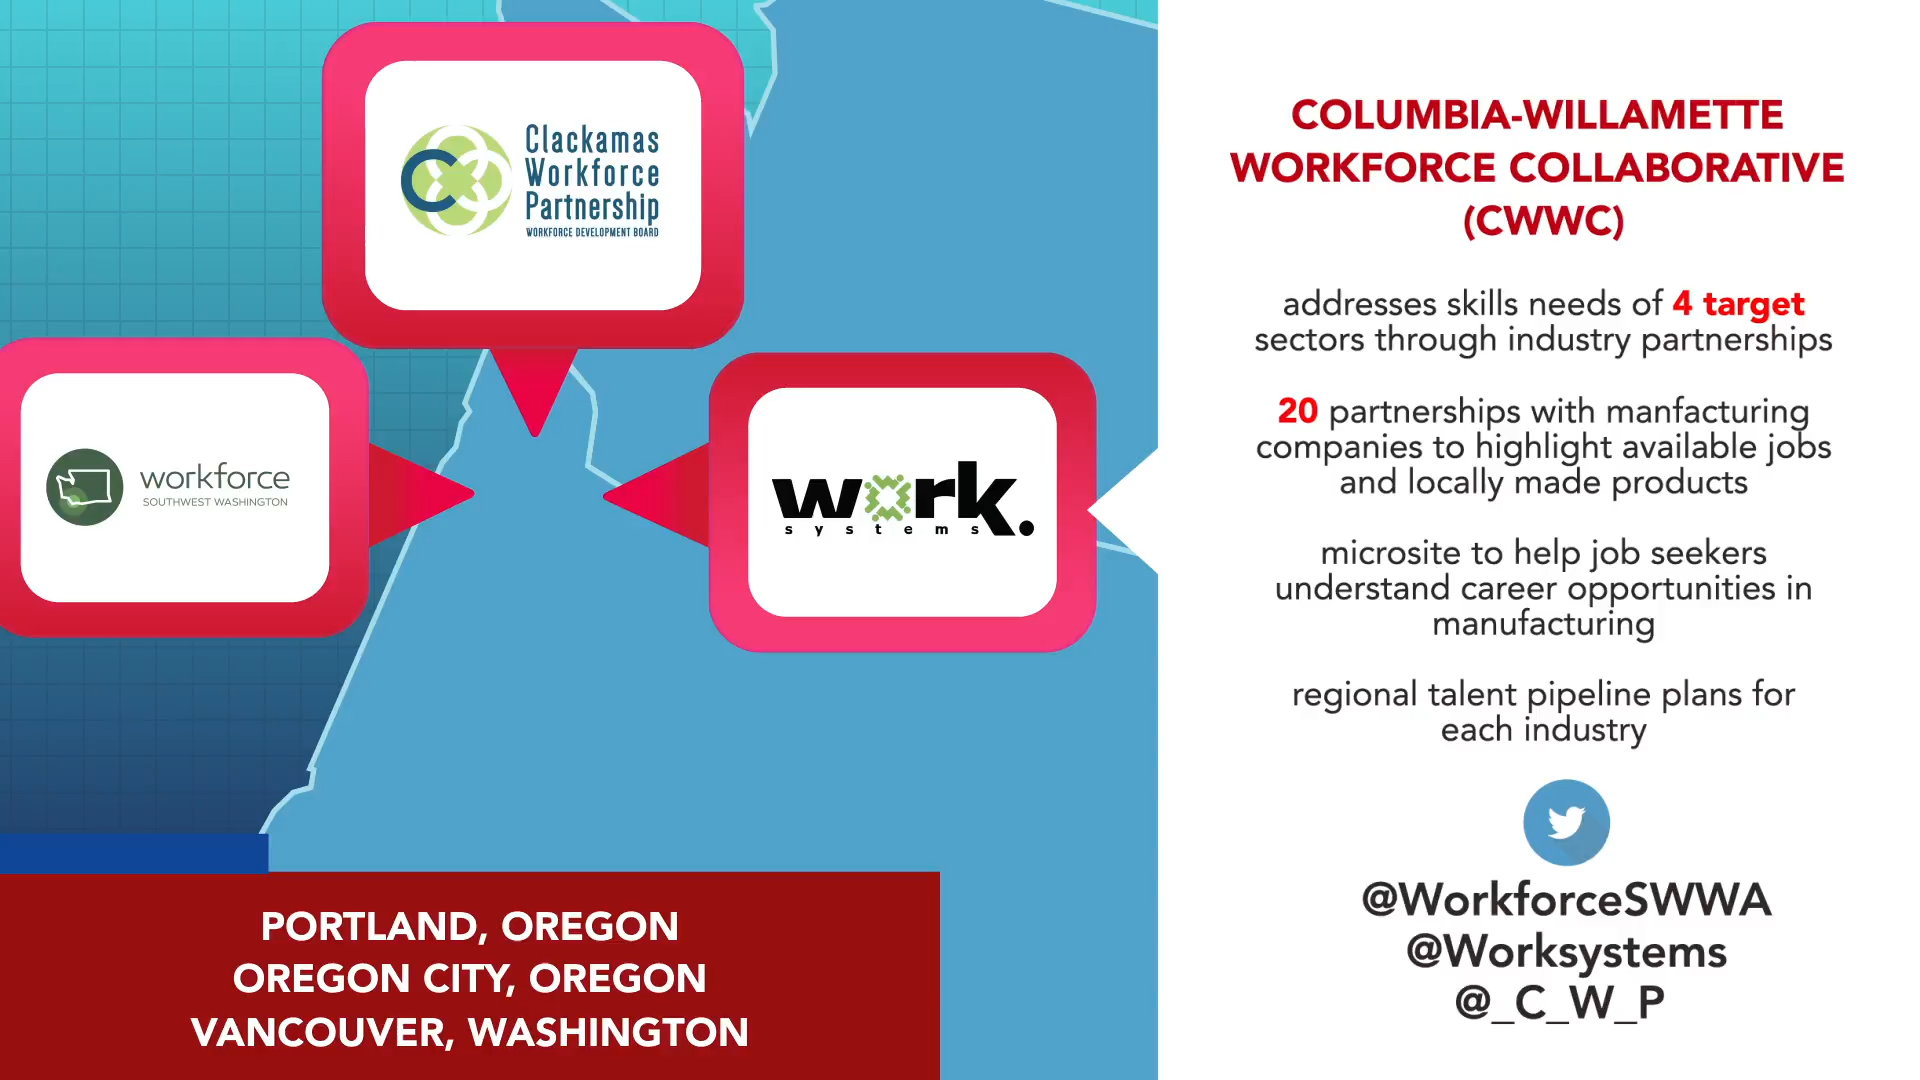 Clackamas
Workforce
Partnership
WORKFORCE DEVELOPMENT BOARD
workforce
SOUTHWEST WASHINGTON
work.
systems
PORTLAND, OREGON
OREGON CITY, OREGON
VANCOUVER, WASHINGTON
COLUMBIA-WILLAMETTE
WORKFORCE COLLABORATIVE
(CWWC)
addresses skills needs of 4 target
sectors through industry partnerships
20 partnerships with manfacturing
companies to highlight available jobs
and locally made products
microsite to help job seekers
understand career opportunities in
manufacturing
regional talent pipeline plans for
each industry
@WorkforceSWWA
@Worksystems
@_C_W_P